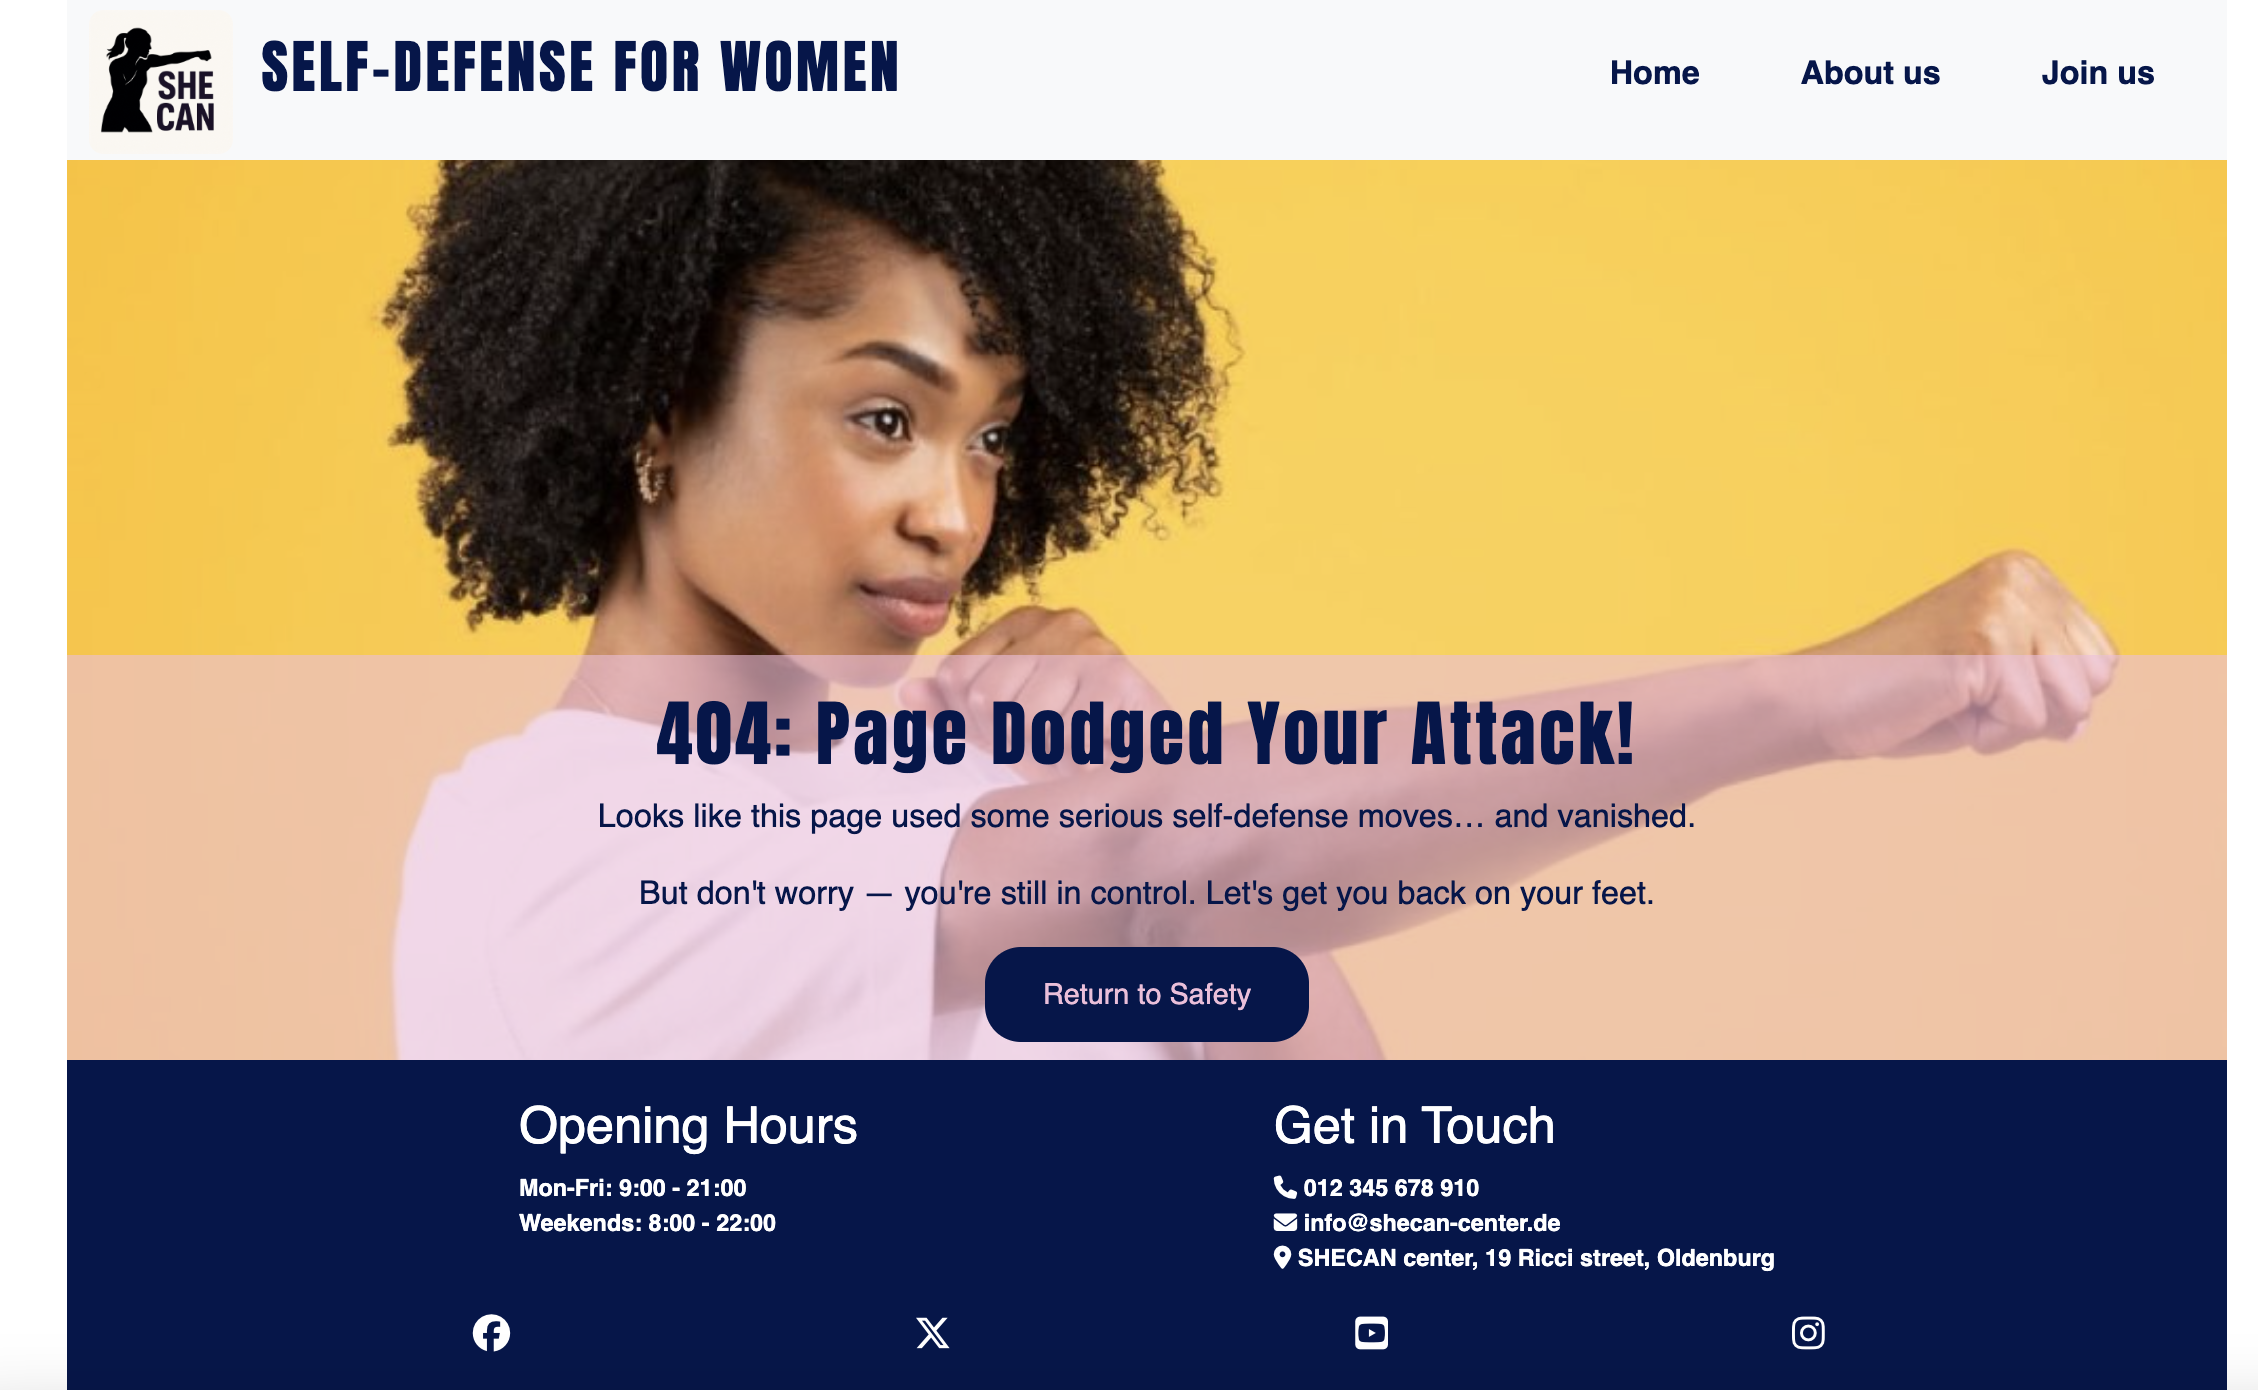 SHE
CAN
SELF-DEFENSE FOR WOMEN
Home
About us
Join us
404: Page Dodged Your Attack!
Looks like this page used some serious self-defense moves… and vanished.
But don't worry — you're still in control. Let's get you back on your feet.
Return to Safety
Opening Hours
Mon-Fri: 9:00 - 21:00
Weekends: 8:00 - 22:00
Get in Touch
012 345 678 910
info@shecan-center.de
SHECAN center, 19 Ricci street, Oldenburg